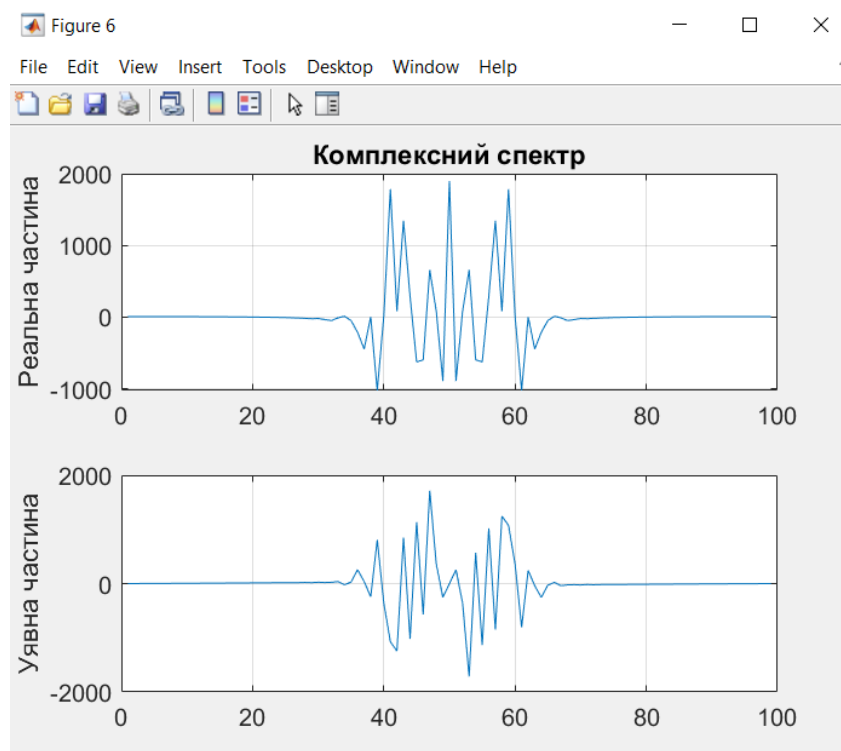 Figure 6
File Edit View Insert Tools Desktop Window Help
Комплексний спектр
Реальна частина
2000
1000
0
-1000
0 20 40 60 80 100
Уявна частина
2000
0
-2000
0 20 40 60 80 100